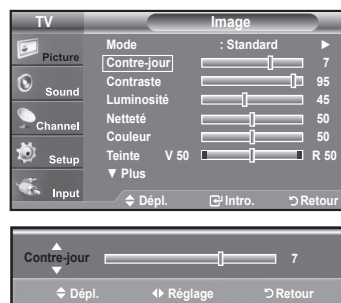 TV Image
Picture
Sound
Channel
Setup
Input
Mode : Standard ►
Contre-jour 7
Contraste 95
Luminosité 45
Netteté 50
Couleur 50
Teinte V 50 R 50
▼ Plus
Dépl. Intro. Retour
Contre-jour 7
Dépl. Réglage Retour